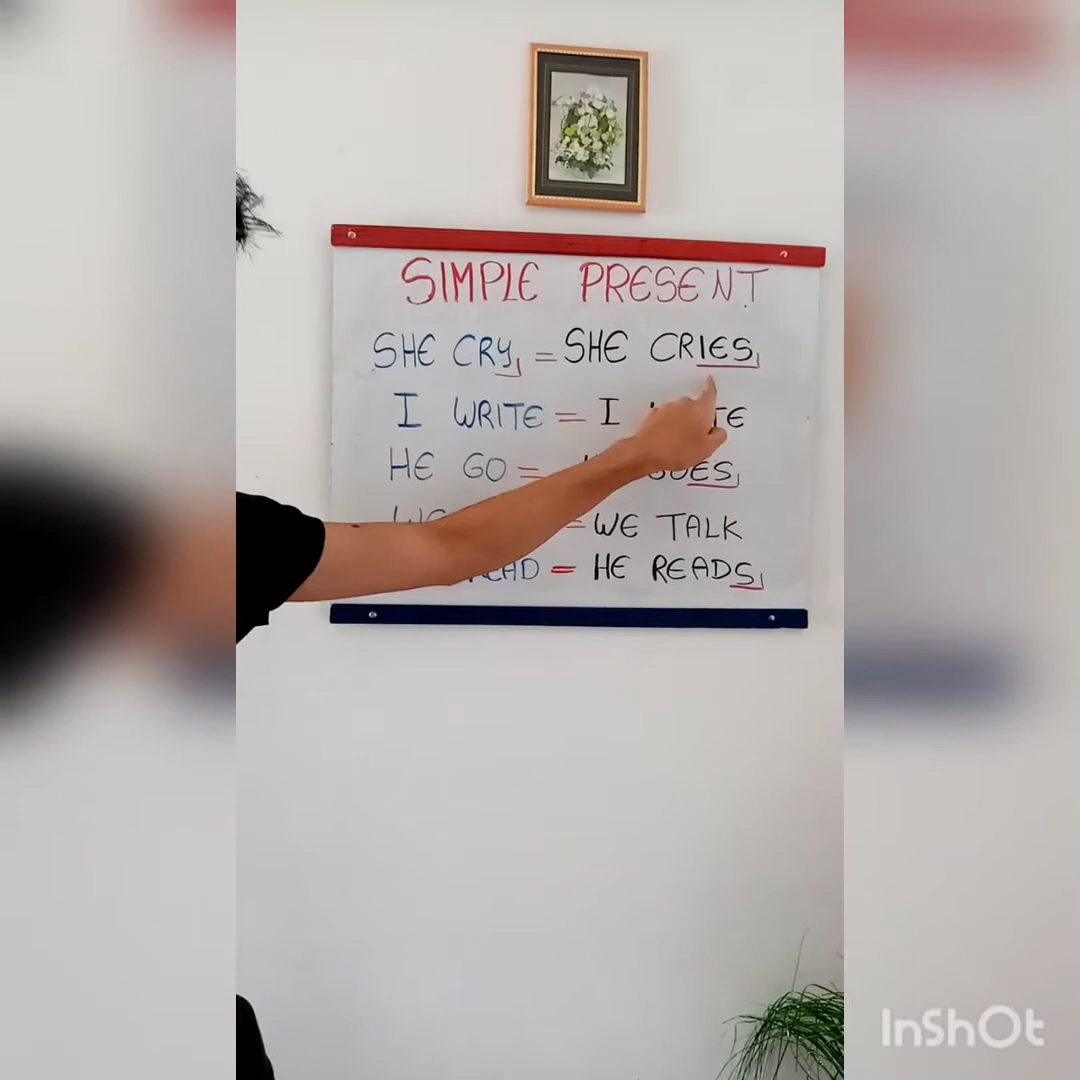 SIMPLE PRESENT
SHE CRY = SHE CRIES
I WRITE = I
HE GO =
= WE TALK
= HE READS
InShOt